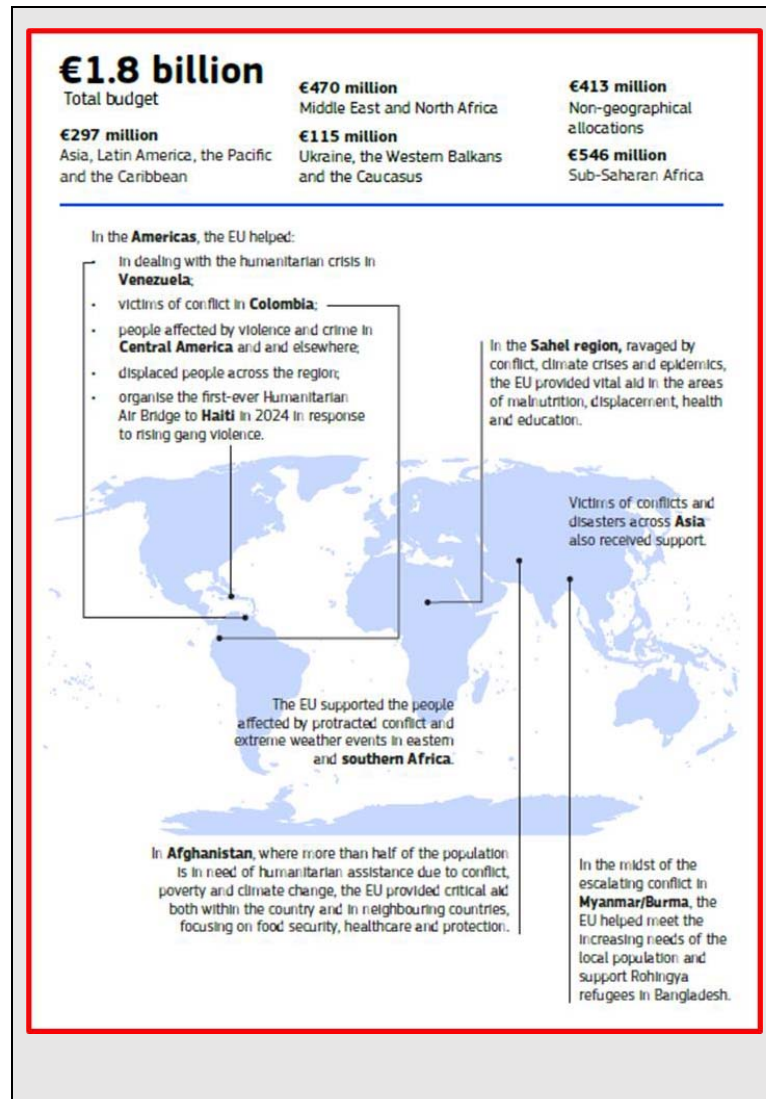 €1.8 billion
Total budget
€297 million
Asia, Latin America, the Pacific
and the Caribbean
€470 million
Middle East and North Africa
€115 million
Ukraine, the Western Balkans
and the Caucasus
€413 million
Non-geographical
allocations
€546 million
Sub-Saharan Africa
In the Americas, the EU helped:
• in dealing with the humanitarian crisis in
Venezuela;
• victims of conflict in Colombia;
• people affected by violence and crime in
Central America and and elsewhere;
• displaced people across the region;
• organise the first-ever Humanitarian
Air Bridge to Haiti in 2024 in response
to rising gang violence.
In the Sahel region, ravaged by
conflict, climate crises and epidemics,
the EU provided vital aid in the areas
of malnutrition, displacement, health
and education.
Victims of conflicts and
disasters across Asia
also received support.
The EU supported the people
affected by protracted conflict and
extreme weather events in eastern
and southern Africa.
In Afghanistan, where more than half of the population
is in need of humanitarian assistance due to conflict,
poverty and climate change, the EU provided critical aid
both within the country and in neighbouring countries,
focusing on food security, healthcare and protection.
In the midst of the
escalating conflict in
Myanmar/Burma, the
EU helped meet the
increasing needs of the
local population and
support Rohingya
refugees in Bangladesh.